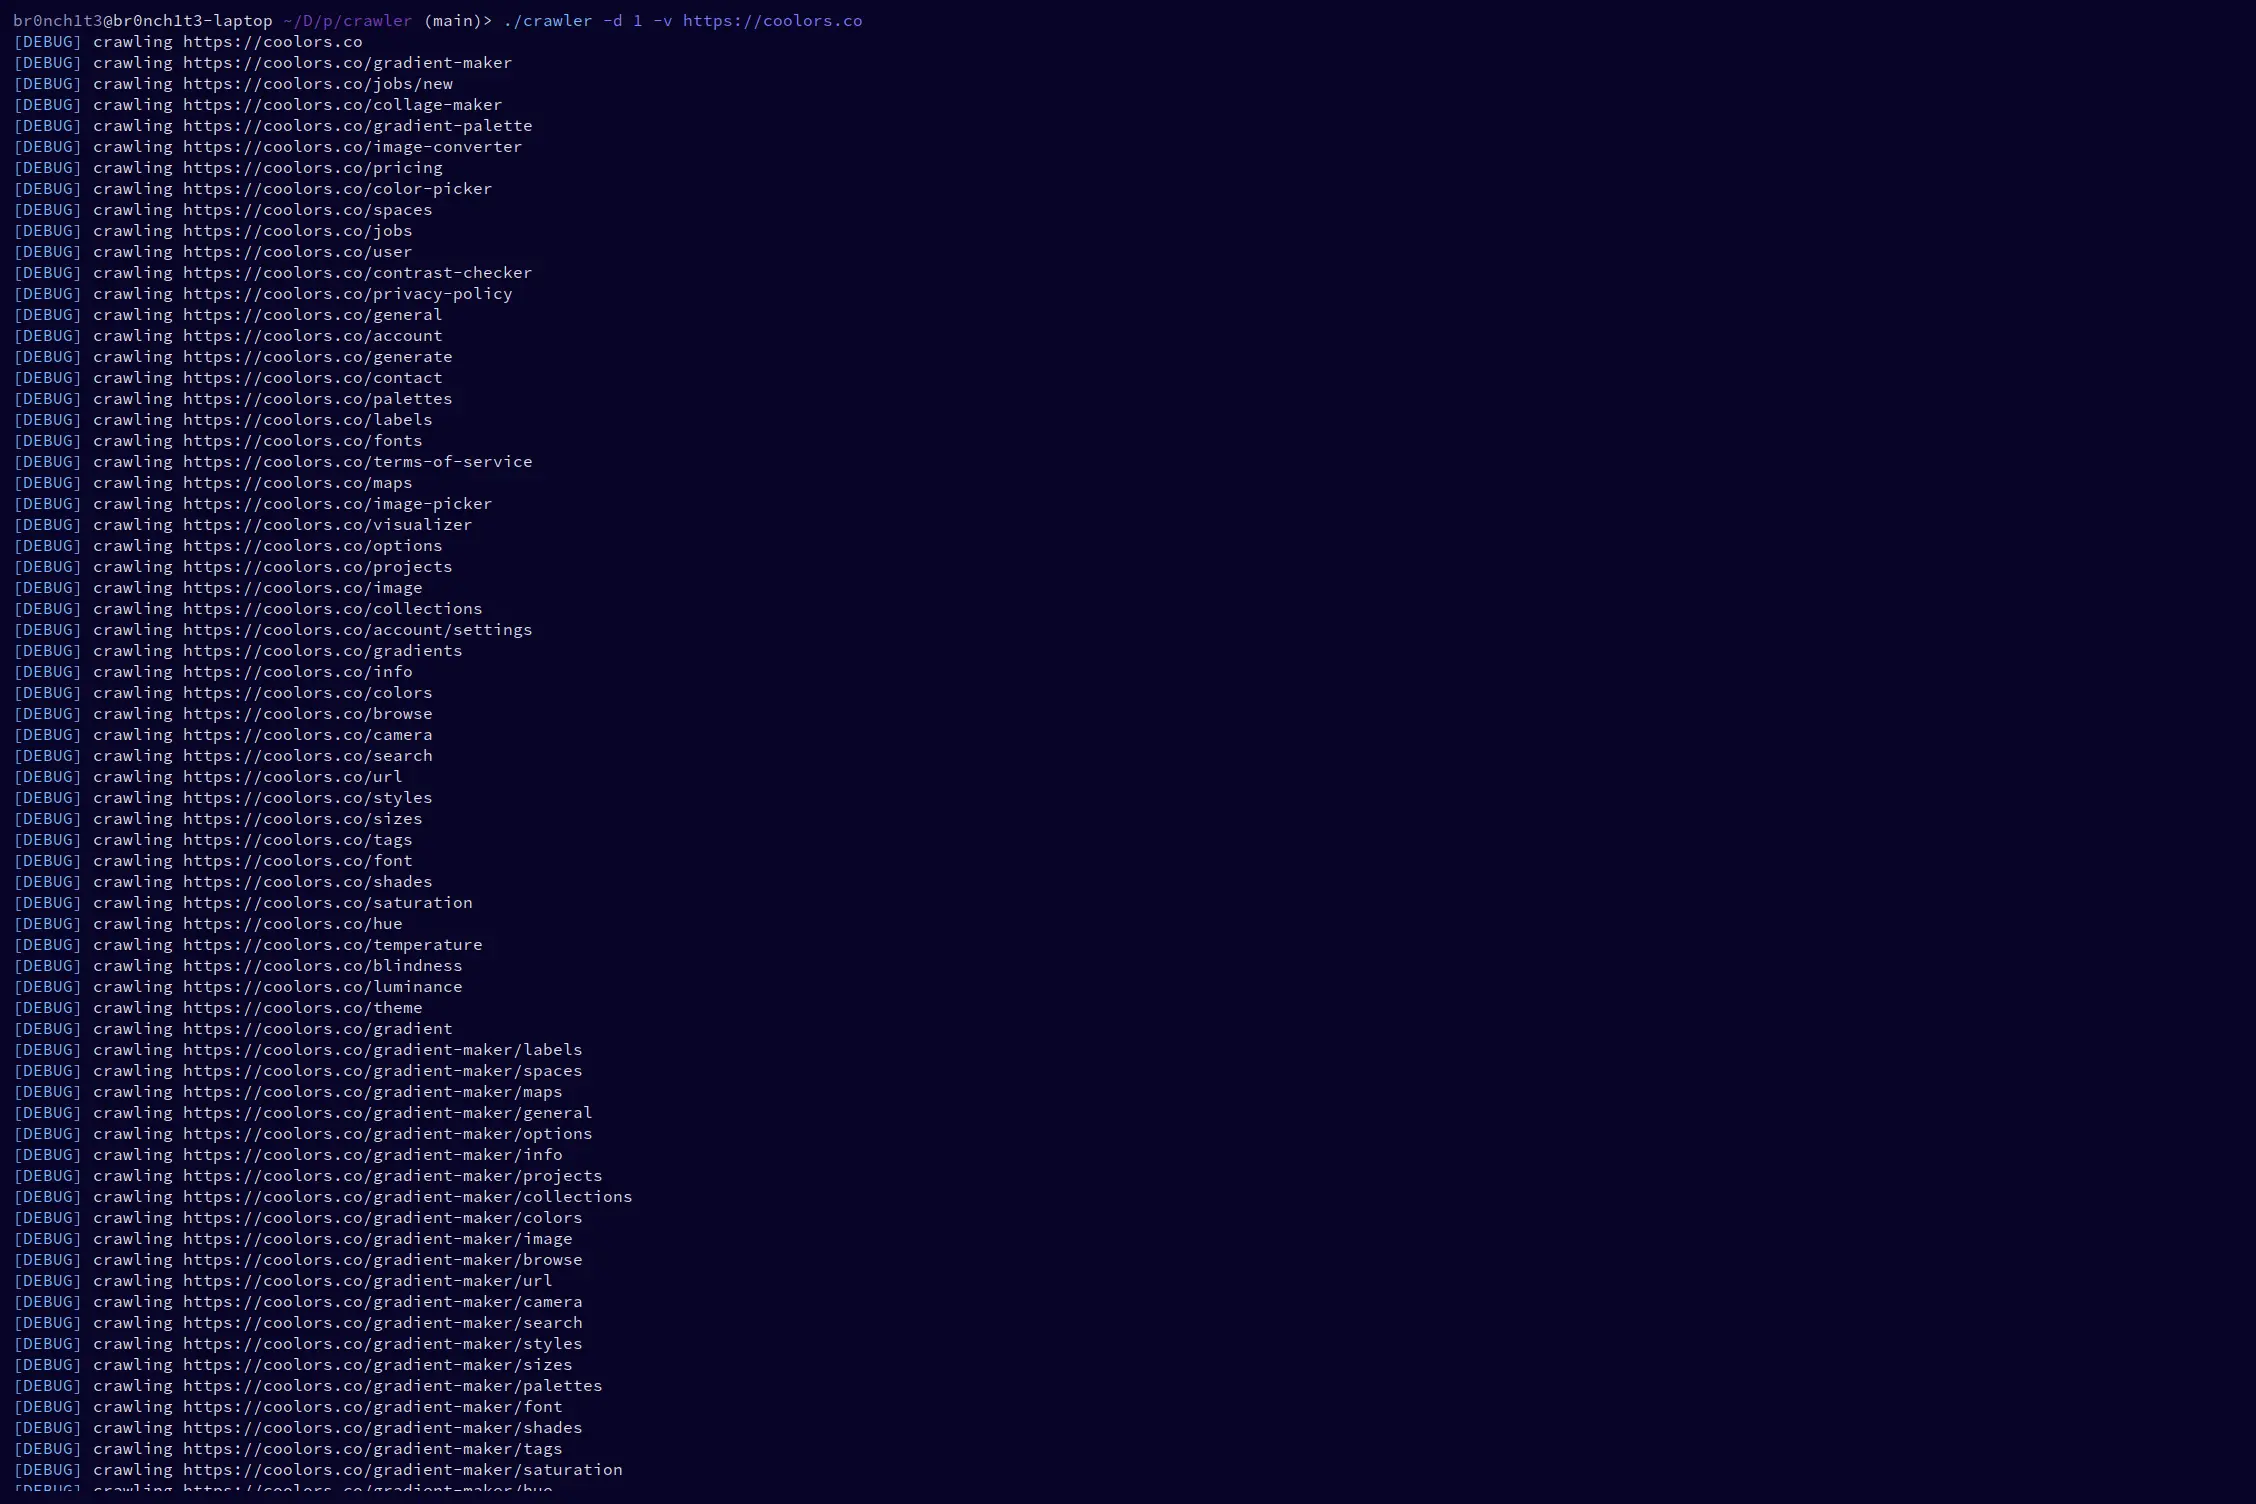 br0nch1t3@br0nch1t3-laptop ~/D/p/crawler (main)> ./crawler -d 1 -v https://coolors.co
[DEBUG] crawling https://coolors.co
[DEBUG] crawling https://coolors.co/gradient-maker
[DEBUG] crawling https://coolors.co/jobs/new
[DEBUG] crawling https://coolors.co/collage-maker
[DEBUG] crawling https://coolors.co/gradient-palette
[DEBUG] crawling https://coolors.co/image-converter
[DEBUG] crawling https://coolors.co/pricing
[DEBUG] crawling https://coolors.co/color-picker
[DEBUG] crawling https://coolors.co/spaces
[DEBUG] crawling https://coolors.co/jobs
[DEBUG] crawling https://coolors.co/user
[DEBUG] crawling https://coolors.co/contrast-checker
[DEBUG] crawling https://coolors.co/privacy-policy
[DEBUG] crawling https://coolors.co/general
[DEBUG] crawling https://coolors.co/account
[DEBUG] crawling https://coolors.co/generate
[DEBUG] crawling https://coolors.co/contact
[DEBUG] crawling https://coolors.co/palettes
[DEBUG] crawling https://coolors.co/labels
[DEBUG] crawling https://coolors.co/fonts
[DEBUG] crawling https://coolors.co/terms-of-service
[DEBUG] crawling https://coolors.co/maps
[DEBUG] crawling https://coolors.co/image-picker
[DEBUG] crawling https://coolors.co/visualizer
[DEBUG] crawling https://coolors.co/options
[DEBUG] crawling https://coolors.co/projects
[DEBUG] crawling https://coolors.co/image
[DEBUG] crawling https://coolors.co/collections
[DEBUG] crawling https://coolors.co/account/settings
[DEBUG] crawling https://coolors.co/gradients
[DEBUG] crawling https://coolors.co/info
[DEBUG] crawling https://coolors.co/colors
[DEBUG] crawling https://coolors.co/browse
[DEBUG] crawling https://coolors.co/camera
[DEBUG] crawling https://coolors.co/search
[DEBUG] crawling https://coolors.co/url
[DEBUG] crawling https://coolors.co/styles
[DEBUG] crawling https://coolors.co/sizes
[DEBUG] crawling https://coolors.co/tags
[DEBUG] crawling https://coolors.co/font
[DEBUG] crawling https://coolors.co/shades
[DEBUG] crawling https://coolors.co/saturation
[DEBUG] crawling https://coolors.co/hue
[DEBUG] crawling https://coolors.co/temperature
[DEBUG] crawling https://coolors.co/blindness
[DEBUG] crawling https://coolors.co/luminance
[DEBUG] crawling https://coolors.co/theme
[DEBUG] crawling https://coolors.co/gradient
[DEBUG] crawling https://coolors.co/gradient-maker/labels
[DEBUG] crawling https://coolors.co/gradient-maker/spaces
[DEBUG] crawling https://coolors.co/gradient-maker/maps
[DEBUG] crawling https://coolors.co/gradient-maker/general
[DEBUG] crawling https://coolors.co/gradient-maker/options
[DEBUG] crawling https://coolors.co/gradient-maker/info
[DEBUG] crawling https://coolors.co/gradient-maker/projects
[DEBUG] crawling https://coolors.co/gradient-maker/collections
[DEBUG] crawling https://coolors.co/gradient-maker/colors
[DEBUG] crawling https://coolors.co/gradient-maker/image
[DEBUG] crawling https://coolors.co/gradient-maker/browse
[DEBUG] crawling https://coolors.co/gradient-maker/url
[DEBUG] crawling https://coolors.co/gradient-maker/camera
[DEBUG] crawling https://coolors.co/gradient-maker/search
[DEBUG] crawling https://coolors.co/gradient-maker/styles
[DEBUG] crawling https://coolors.co/gradient-maker/sizes
[DEBUG] crawling https://coolors.co/gradient-maker/palettes
[DEBUG] crawling https://coolors.co/gradient-maker/font
[DEBUG] crawling https://coolors.co/gradient-maker/shades
[DEBUG] crawling https://coolors.co/gradient-maker/tags
[DEBUG] crawling https://coolors.co/gradient-maker/saturation
[DEBUG] crawling https://coolors.co/gradient-maker/hue